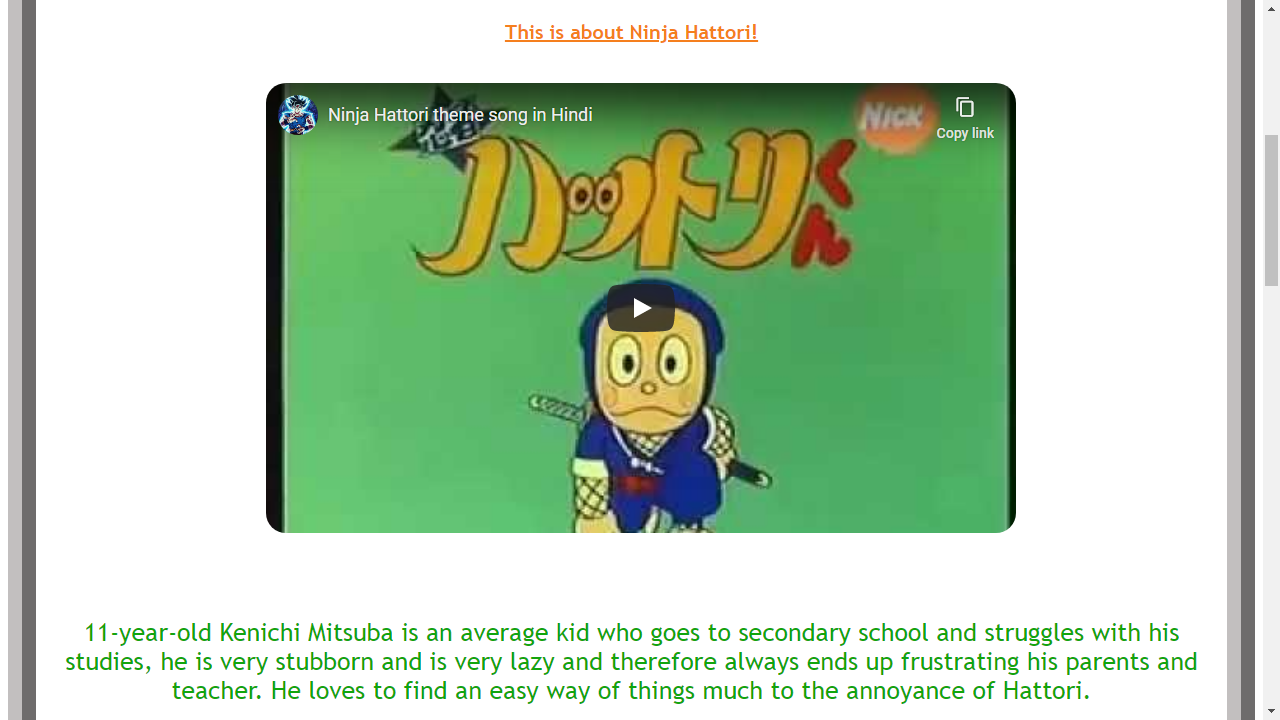 This is about Ninja Hattori!
Ninja Hattori theme song in Hindi
Copy link
NICK
忍者
ハットリ
くん
11-year-old Kenichi Mitsuba is an average kid who goes to secondary school and struggles with his
studies, he is very stubborn and is very lazy and therefore always ends up frustrating his parents and
teacher. He loves to find an easy way of things much to the annoyance of Hattori.